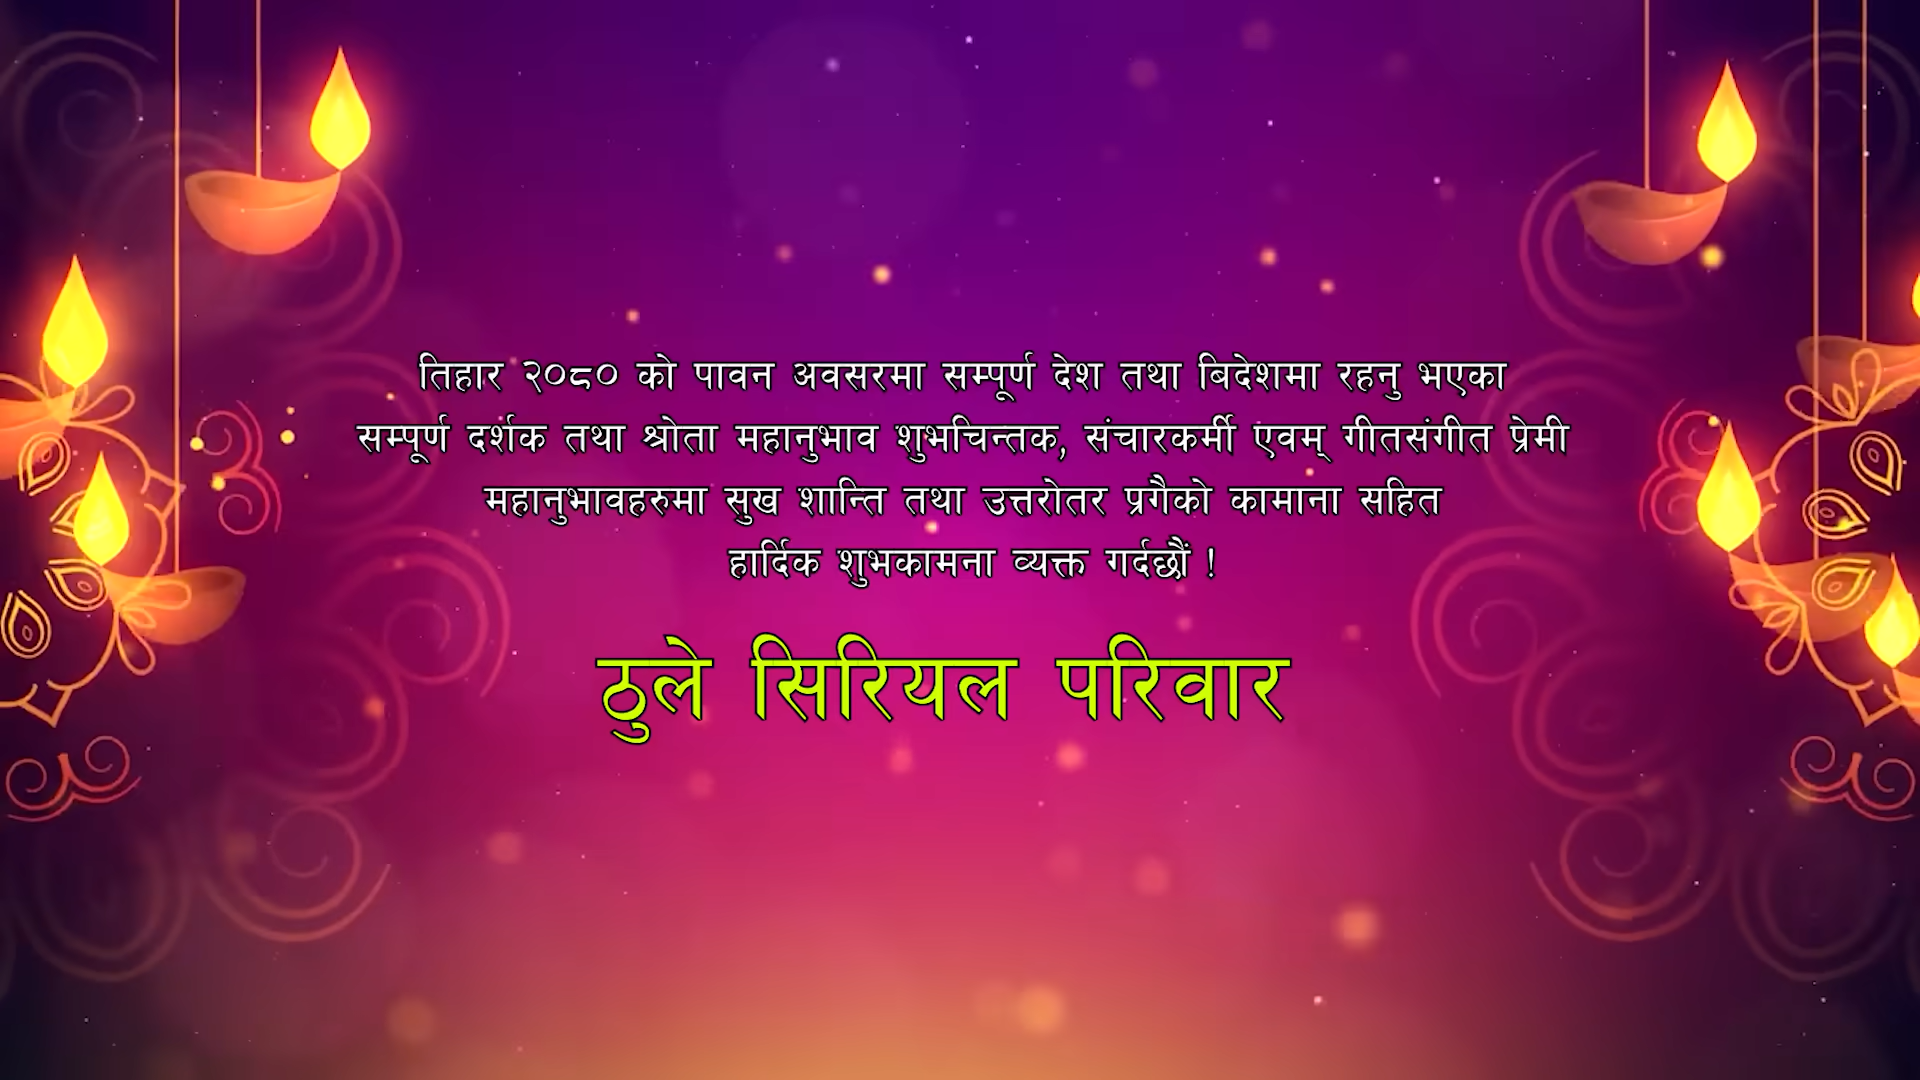 तिहार २०८० को पावन अवसरमा सम्पूर्ण देश तथा बिदेशमा रहनु भएका
सम्पूर्ण दर्शक तथा श्रोता महानुभाव शुभचिन्तक, संचारकर्मी एवम् गीतसंगीत प्रेमी
महानुभावहरुमा सुख शान्ति तथा उत्तरोतर प्रगैको कामाना सहित
हार्दिक शुभकामना व्यक्त गर्दछौं !
ठुले सिरियल परिवार